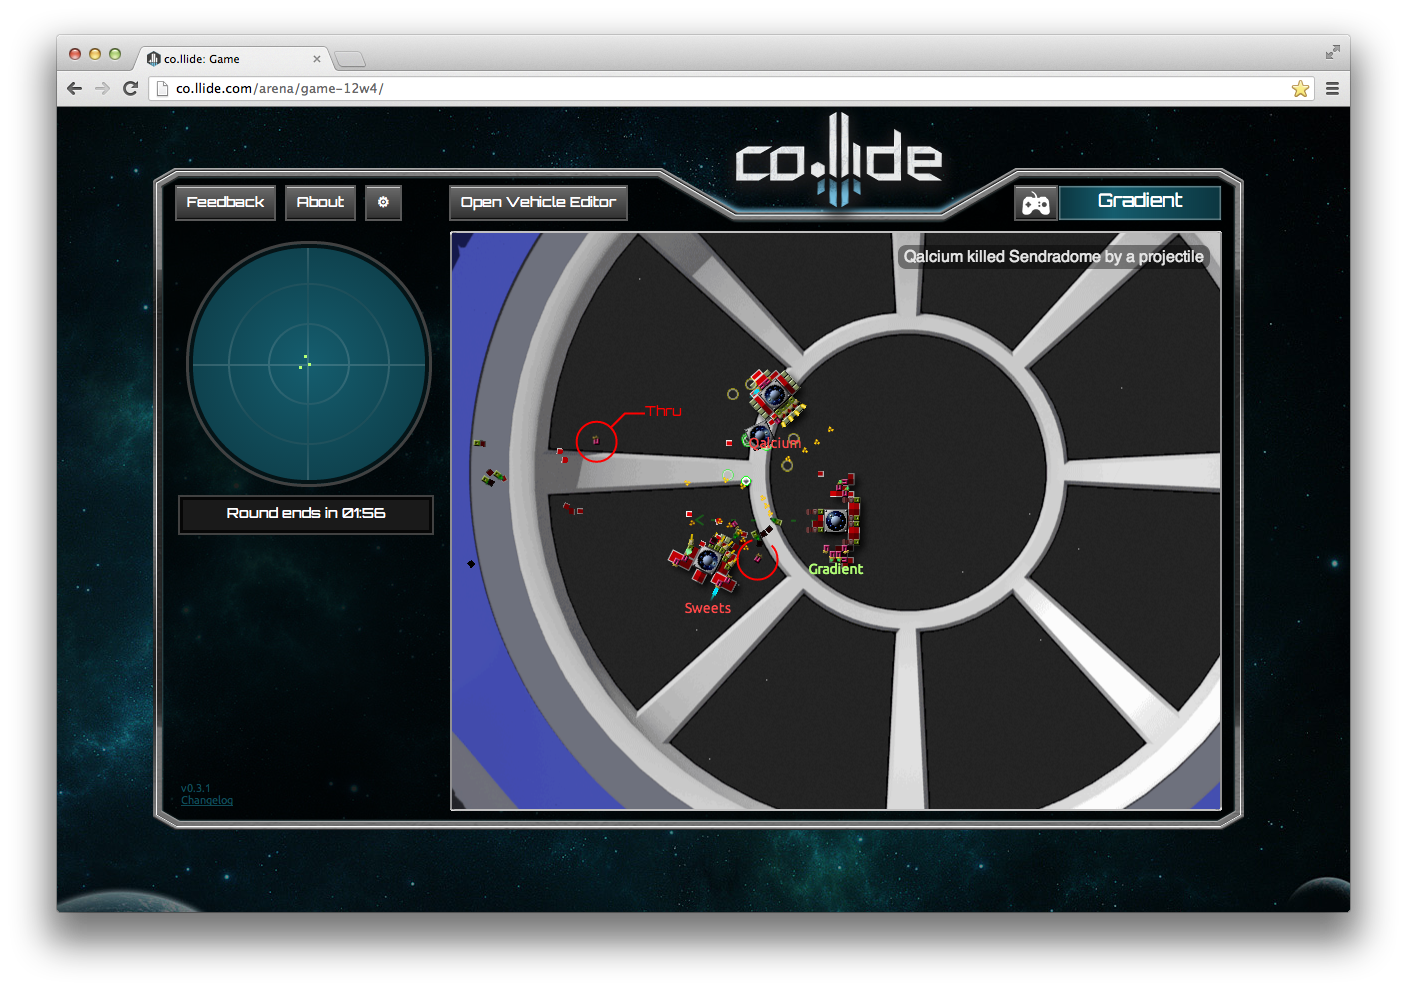 co.llide: Game
co.llide.com/arena/game-12w4/
co.llide
Feedback
About
Open Vehicle Editor
Gradient
Qalcium killed Sendradome by a projectile
Thru
Qalcium
Round ends in 01:56
Gradient
Sweets
v0.3.1
Changelog